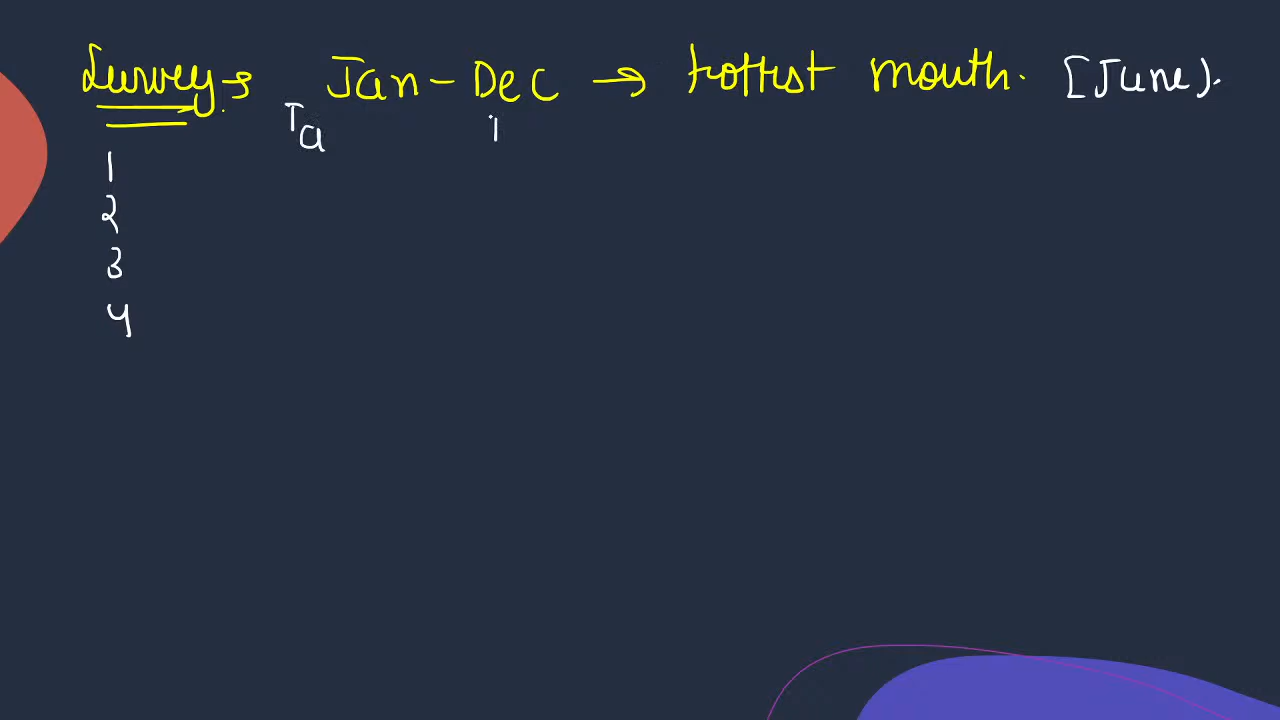 Survey → Jan - Dec → hottest month. [June].
Ta
1
2
3
4